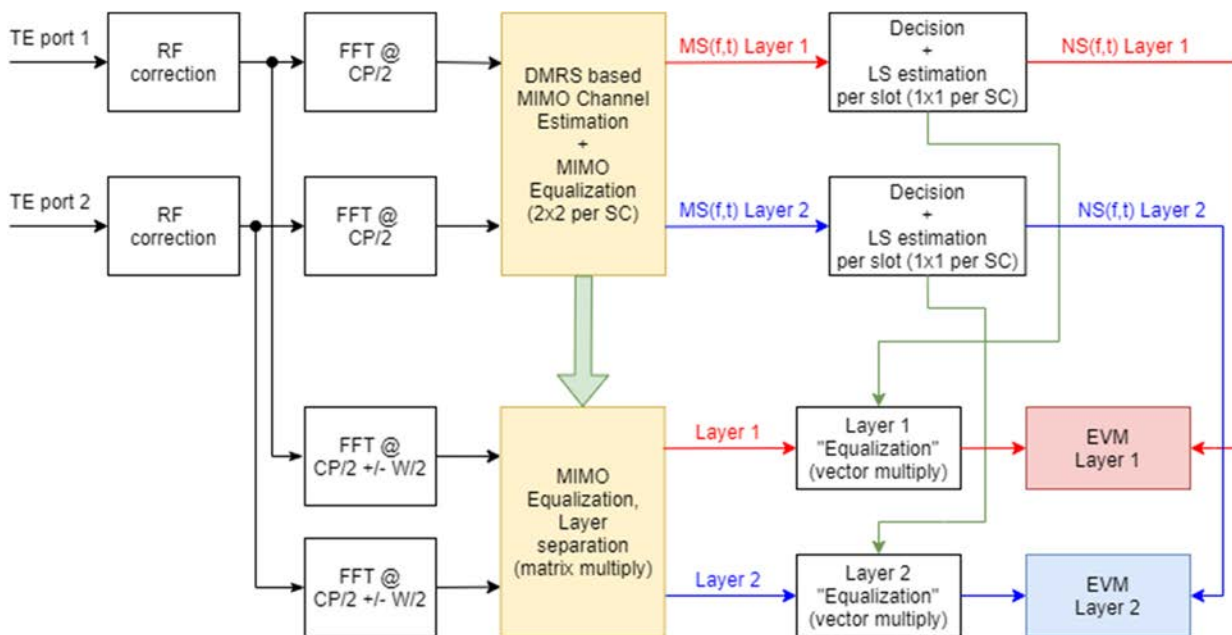 TE port 1
RF
correction
FFT @
CP/2
DMRS based
MIMO Channel
Estimation
+
MIMO
Equalization
(2x2 per SC)
MS(f,t) Layer 1
Decision
+
LS estimation
per slot (1x1 per SC)
NS(f,t) Layer 1
TE port 2
RF
correction
FFT @
CP/2
MS(f,t) Layer 2
Decision
+
LS estimation
per slot (1x1 per SC)
NS(f,t) Layer 2
FFT @
CP/2 +/- W/2
MIMO
Equalization,
Layer
separation
(matrix multiply)
Layer 1
Layer 1
"Equalization"
(vector multiply)
EVM
Layer 1
FFT @
CP/2 +/- W/2
Layer 2
Layer 2
"Equalization"
(vector multiply)
EVM
Layer 2